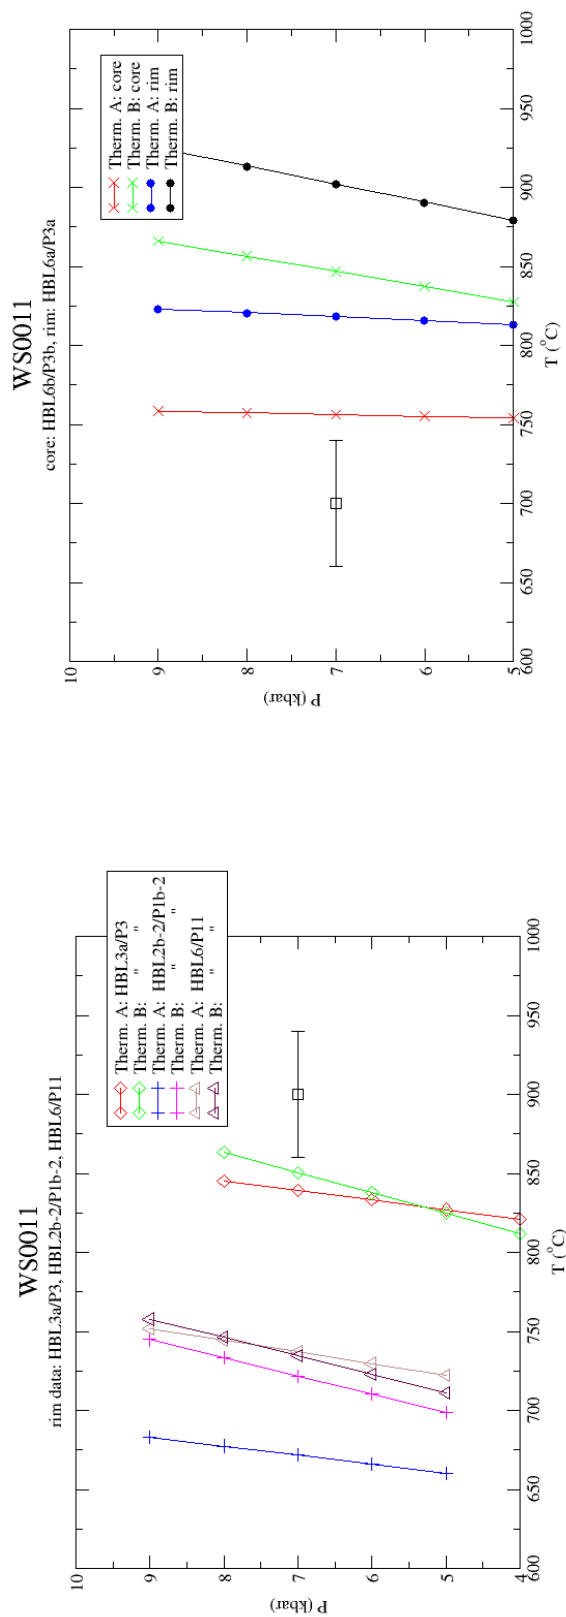 WS0011
rim data: HBL3a/P3, HBL2b-2/P1b-2, HBL6/P11
Therm. A: HBL3a/P3
Therm. B: " "
Therm. A: HBL2b-2/P1b-2
Therm. B: " "
Therm. A: HBL6/P11
Therm. B: " "
10
9
8
7
6
5
4
P (kbar)
600
650
700
750
800
850
900
950
1000
T (°C)
WS0011
core: HBL6b/P3b, rim: HBL6a/P3a
Therm. A: core
Therm. B: core
Therm. A: rim
Therm. B: rim
10
9
8
7
6
5
P (kbar)
600
650
700
750
800
850
900
950
1000
T (°C)